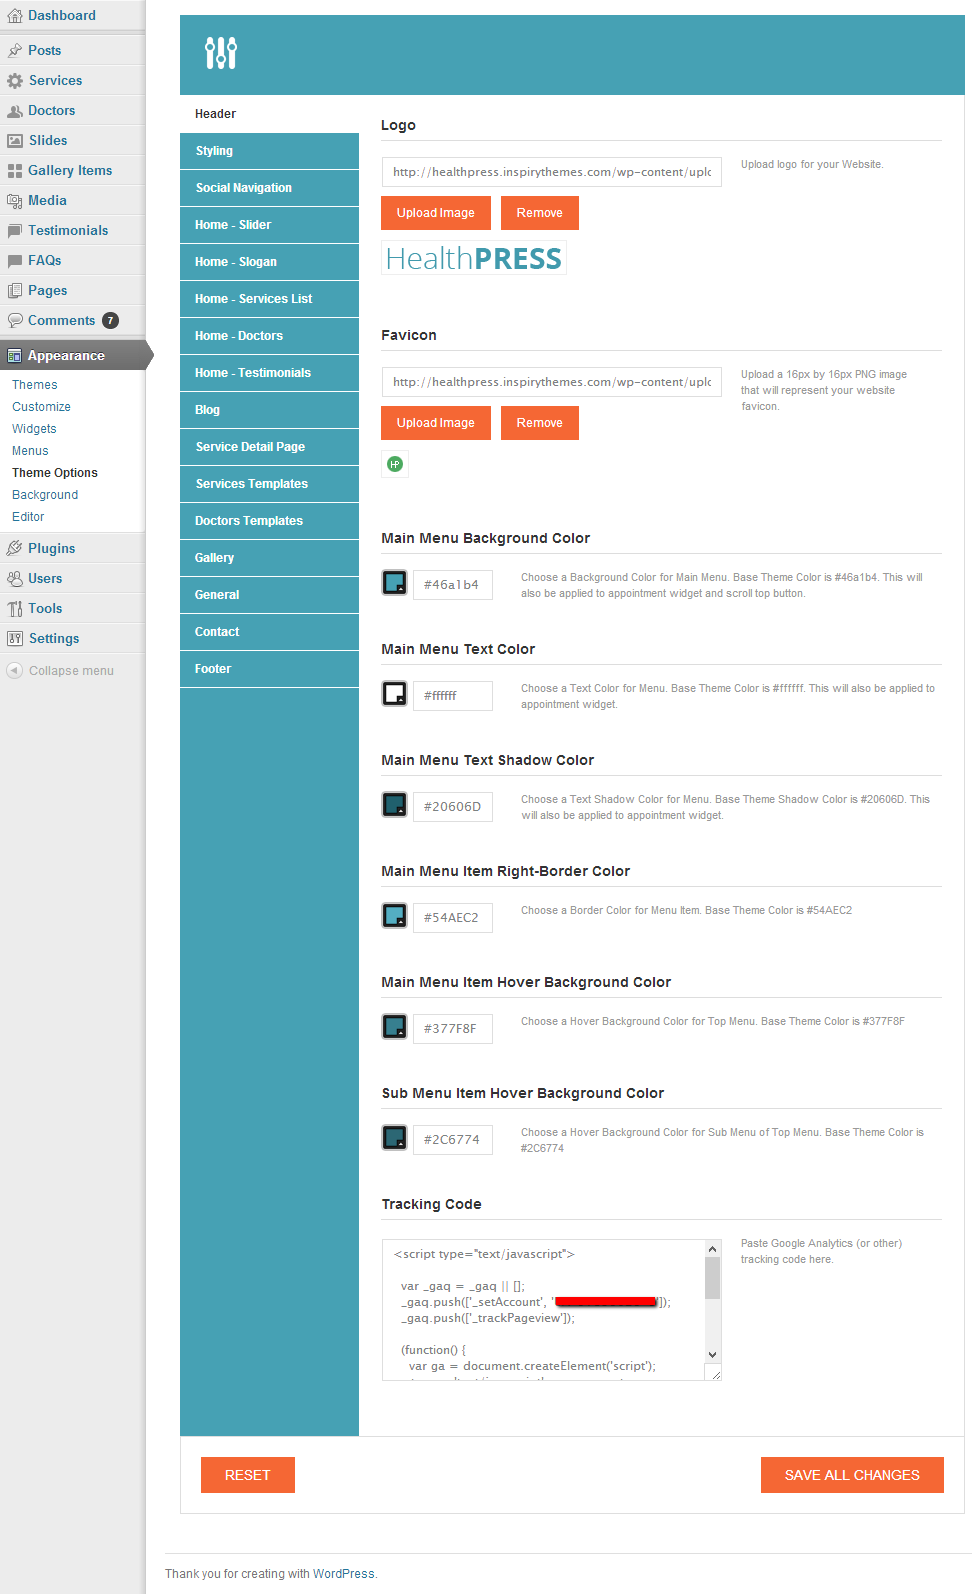 Dashboard
Posts
Services
Doctors
Slides
Gallery Items
Media
Testimonials
FAQs
Pages
Comments 7
Appearance
Themes
Customize
Widgets
Menus
Theme Options
Background
Editor
Plugins
Users
Tools
Settings
Collapse menu
Header
Styling
Social Navigation
Home - Slider
Home - Slogan
Home - Services List
Home - Doctors
Home - Testimonials
Blog
Service Detail Page
Services Templates
Doctors Templates
Gallery
General
Contact
Footer
Logo
http://healthpress.inspirythemes.com/wp-content/uplo
Upload logo for your Website.
Upload Image Remove
HealthPRESS
Favicon
http://healthpress.inspirythemes.com/wp-content/uplo
Upload a 16px by 16px PNG image
that will represent your website
favicon.
Upload Image Remove
HP
Main Menu Background Color
#46a1b4
Choose a Background Color for Main Menu. Base Theme Color is #46a1b4. This will
also be applied to appointment widget and scroll top button.
Main Menu Text Color
#ffffff
Choose a Text Color for Menu. Base Theme Color is #ffffff. This will also be applied to
appointment widget.
Main Menu Text Shadow Color
#20606D
Choose a Text Shadow Color for Menu. Base Theme Shadow Color is #20606D. This
will also be applied to appointment widget.
Main Menu Item Right-Border Color
#54AEC2
Choose a Border Color for Menu Item. Base Theme Color is #54AEC2
Main Menu Item Hover Background Color
#377F8F
Choose a Hover Background Color for Top Menu. Base Theme Color is #377F8F
Sub Menu Item Hover Background Color
#2C6774
Choose a Hover Background Color for Sub Menu of Top Menu. Base Theme Color is
#2C6774
Tracking Code
<script type="text/javascript">
var _gaq = _gaq || [];
_gaq.push(['_setAccount', ']);
_gaq.push(['_trackPageview']);
(function() {
var ga = document.createElement('script');
Paste Google Analytics (or other)
tracking code here.
RESET
SAVE ALL CHANGES
Thank you for creating with WordPress.